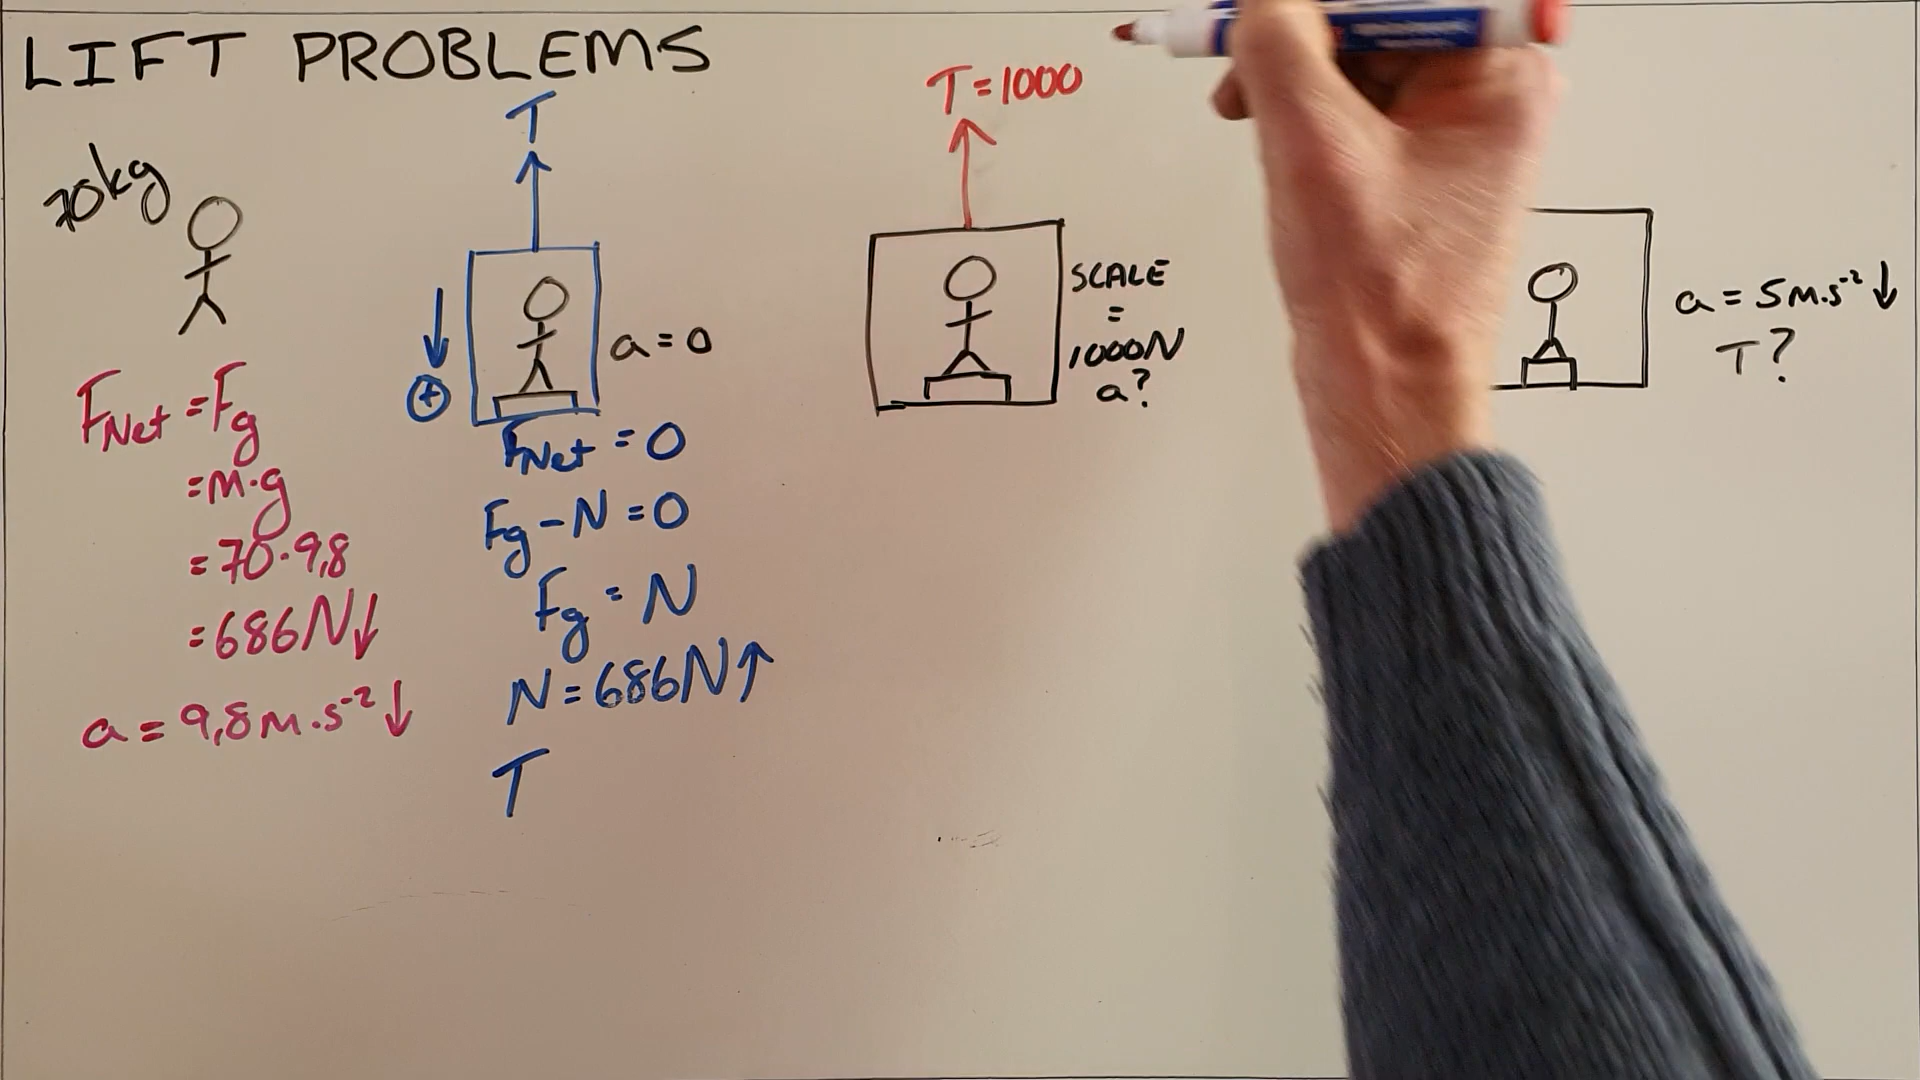 LIFT PROBLEMS
70kg
FNet = Fg
= m·g
= 70·9,8
= 686N↓
a = 9,8m.s⁻²↓
T
+
a = 0
FNet = 0
Fg - N = 0
Fg = N
N = 686N↑
T
T = 1000
SCALE
=
1000N
a?
a = 5m.s⁻²↓
T?